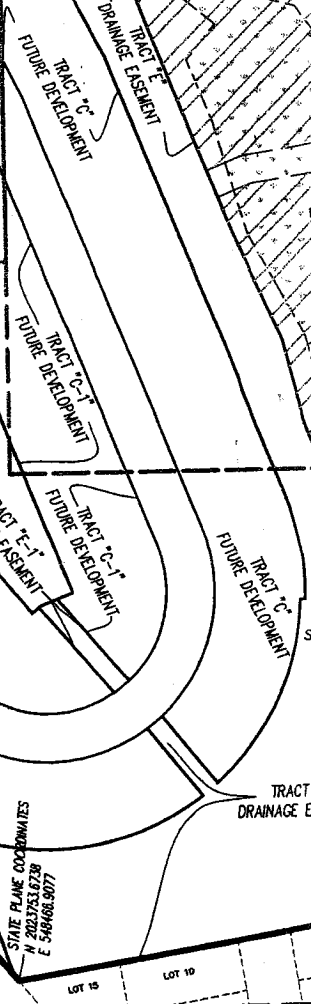 TRACT "C"
FUTURE DEVELOPMENT
TRACT "E"
DRAINAGE EASEMENT
TRACT "C-1"
FUTURE DEVELOPMENT
TRACT "C-1"
FUTURE DEVELOPMENT
"E-1"
EASEMENT
TRACT "C"
FUTURE DEVELOPMENT
S
TRACT
DRAINAGE E
STATE PLANE COORDINATES
N 2023753.6738
E 548468.9077
LOT 15
LOT 10